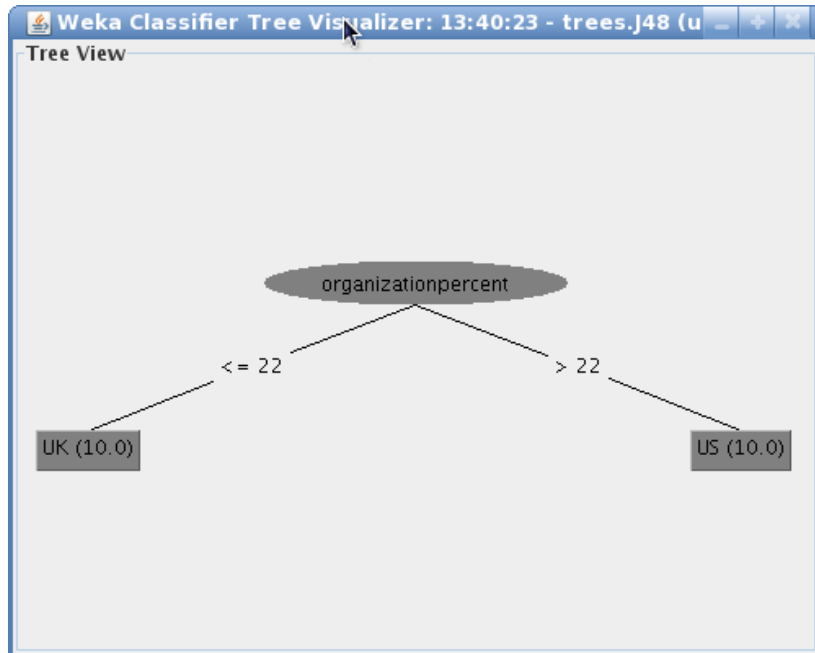 Weka Classifier Tree Visualizer: 13:40:23 - trees.J48 (u
Tree View
organizationpercent
<= 22
> 22
UK (10.0)
US (10.0)